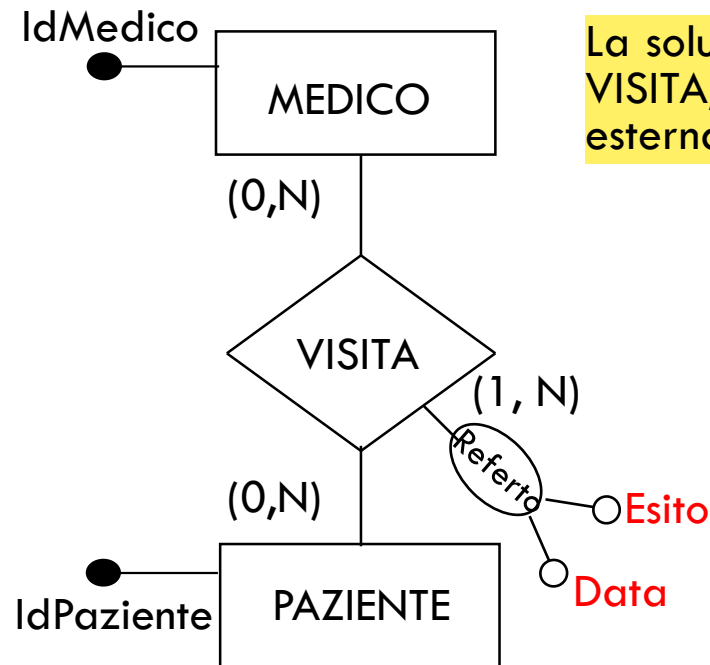 IdMedico
MEDICO
La solu
VISITA,
esterna
(0,N)
VISITA
(1, N)
Referto
(0,N)
Esito
Data
IdPaziente
PAZIENTE